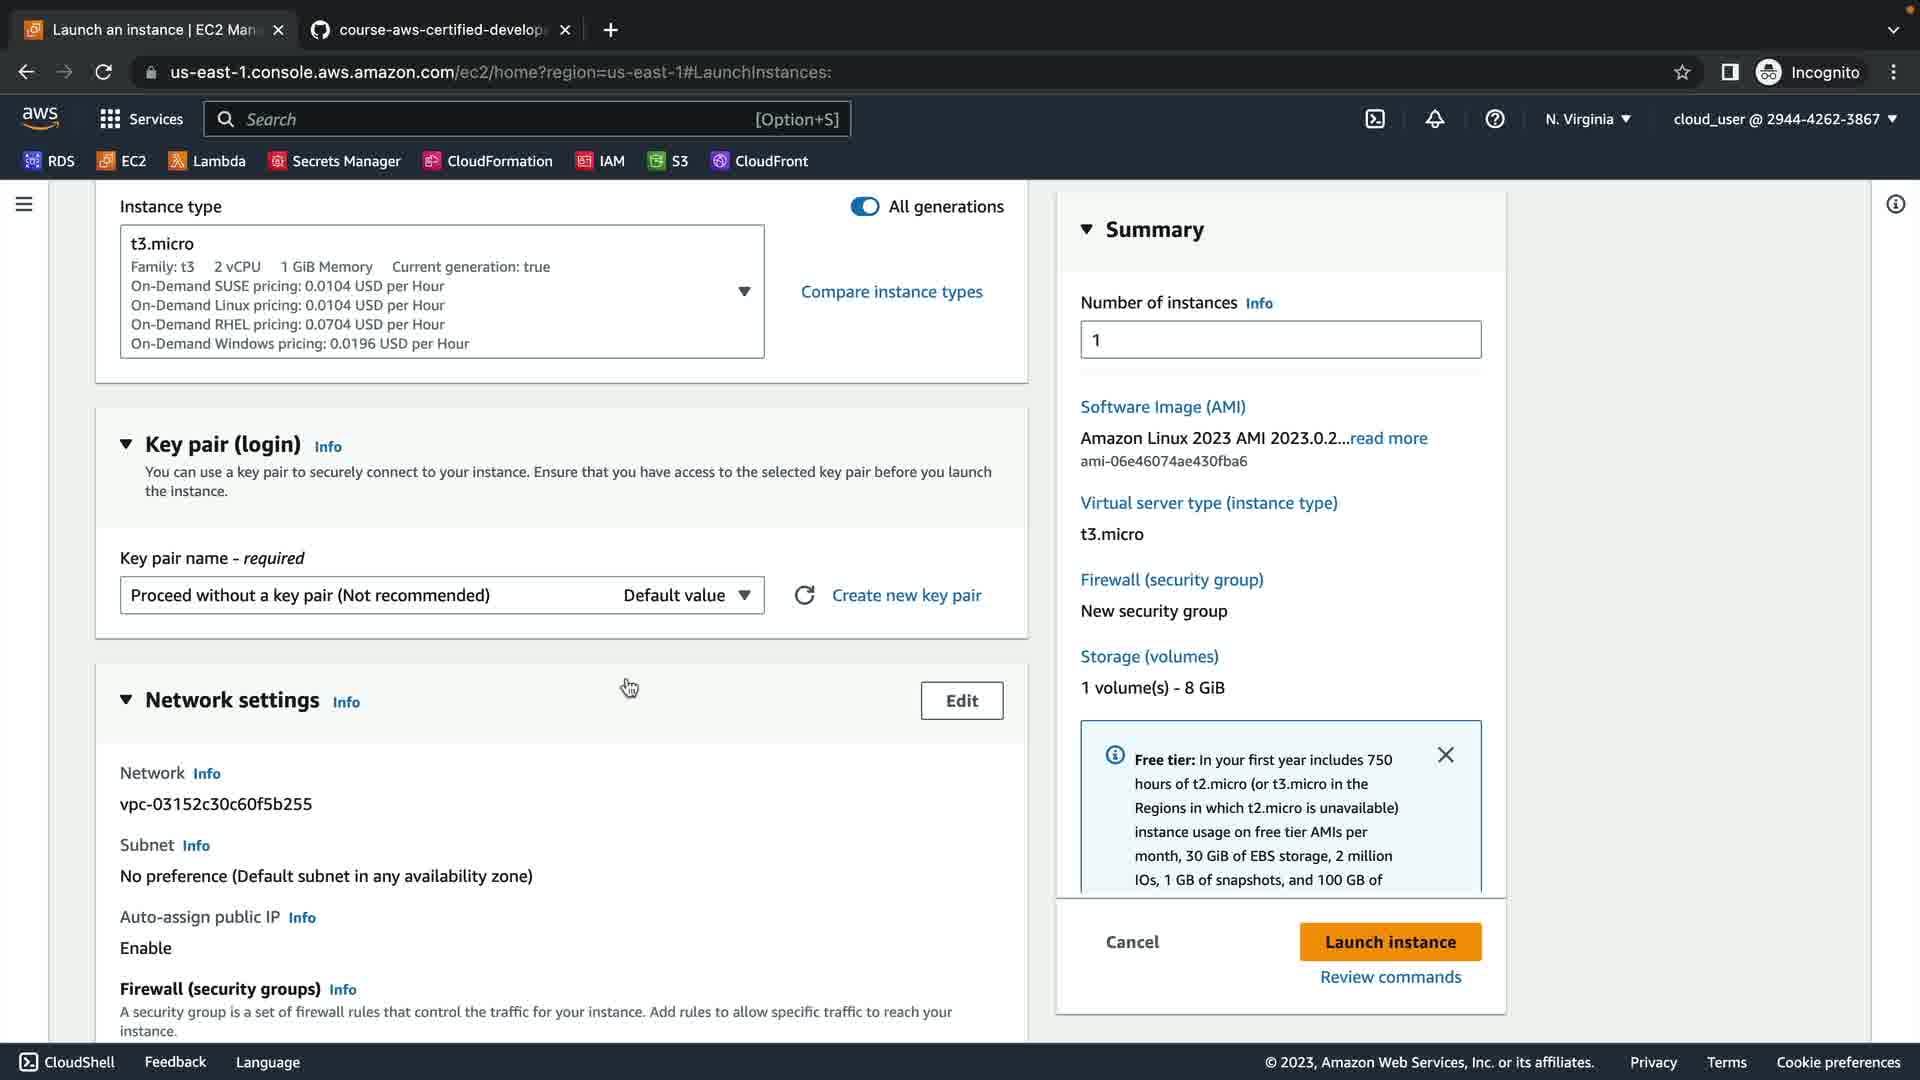 Launch an instance | EC2 Man
course-aws-certified-develop
us-east-1.console.aws.amazon.com/ec2/home?region=us-east-1#LaunchInstances:
Incognito
aws
Services
Search
[Option+S]
N. Virginia
cloud_user @ 2944-4262-3867
RDS
EC2
Lambda
Secrets Manager
CloudFormation
IAM
S3
CloudFront
Instance type
All generations
t3.micro
Family: t3 2 vCPU 1 GiB Memory Current generation: true
On-Demand SUSE pricing: 0.0104 USD per Hour
On-Demand Linux pricing: 0.0104 USD per Hour
On-Demand RHEL pricing: 0.0704 USD per Hour
On-Demand Windows pricing: 0.0196 USD per Hour
Compare instance types
Key pair (login) Info
You can use a key pair to securely connect to your instance. Ensure that you have access to the selected key pair before you launch
the instance.
Key pair name - required
Proceed without a key pair (Not recommended) Default value
Create new key pair
Network settings Info
Edit
Network Info
vpc-03152c30c60f5b255
Subnet Info
No preference (Default subnet in any availability zone)
Auto-assign public IP Info
Enable
Firewall (security groups) Info
A security group is a set of firewall rules that control the traffic for your instance. Add rules to allow specific traffic to reach your
instance.
Summary
Number of instances Info
1
Software Image (AMI)
Amazon Linux 2023 AMI 2023.0.2...read more
ami-06e46074ae430fba6
Virtual server type (instance type)
t3.micro
Firewall (security group)
New security group
Storage (volumes)
1 volume(s) - 8 GiB
Free tier: In your first year includes 750
hours of t2.micro (or t3.micro in the
Regions in which t2.micro is unavailable)
instance usage on free tier AMIs per
month, 30 GiB of EBS storage, 2 million
IOs, 1 GB of snapshots, and 100 GB of
Cancel
Launch instance
Review commands
CloudShell
Feedback
Language
© 2023, Amazon Web Services, Inc. or its affiliates.
Privacy
Terms
Cookie preferences